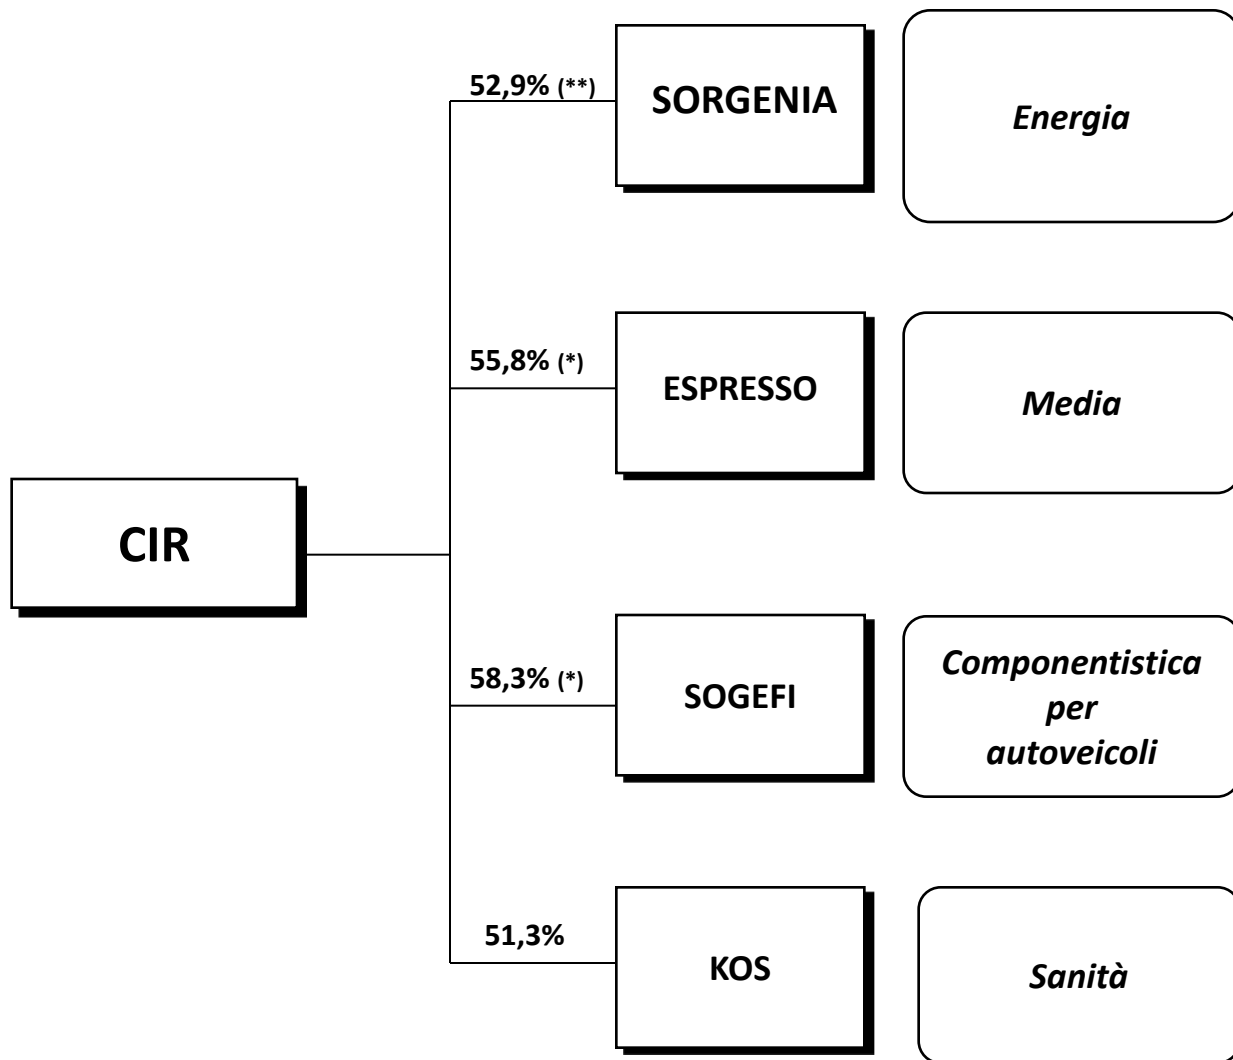 52,9% (**)
SORGENIA
Energia
55,8% (*)
ESPRESSO
Media
CIR
58,3% (*)
SOGEFI
Componentistica
per
autoveicoli
51,3%
KOS
Sanità